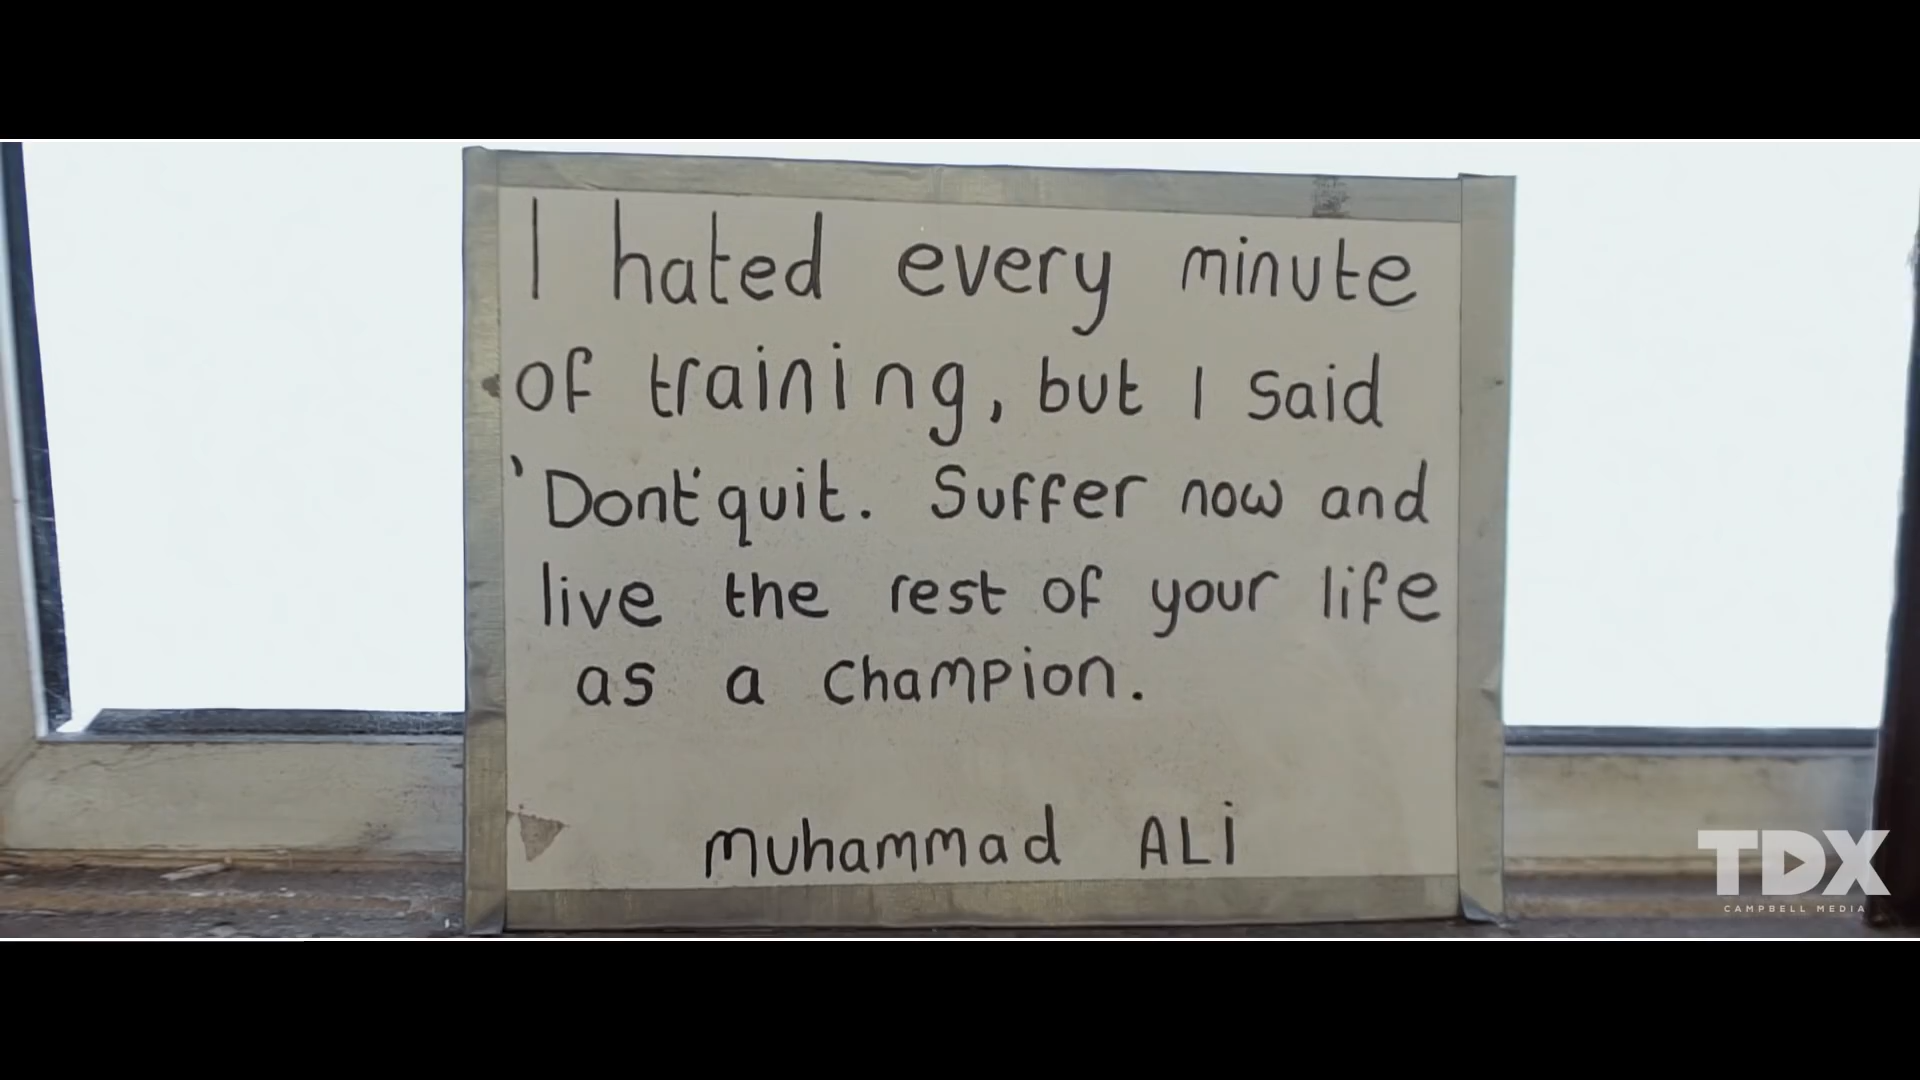 I hated every minute
of training, but I said
'Dont' quit. Suffer now and
live the rest of your life
as a champion.
Muhammad ALi
TDX
CAMPBELL MEDIA